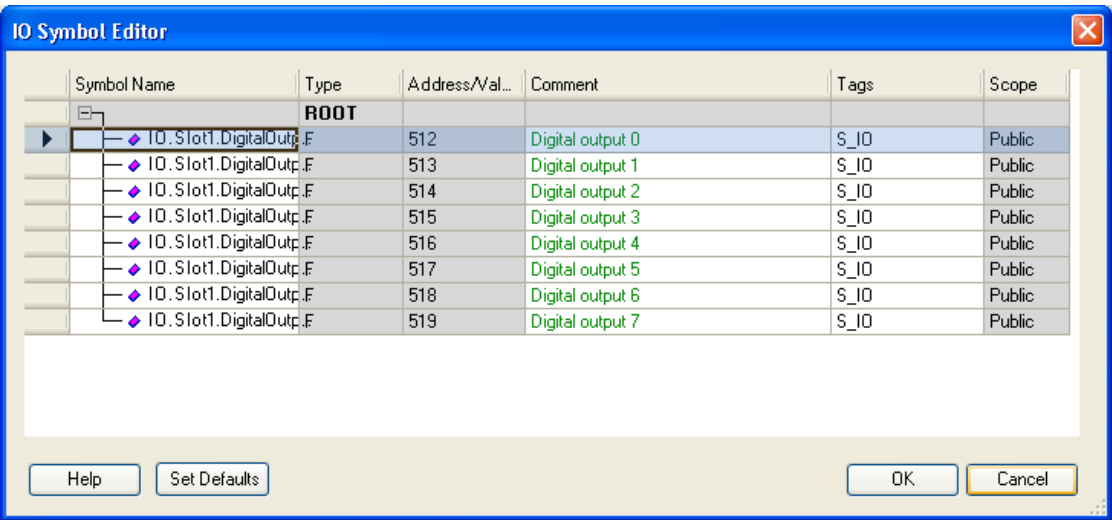 IO Symbol Editor
Symbol Name Type Address/Val... Comment Tags Scope
ROOT
IO.Slot1.DigitalOutp. F 512 Digital output 0 S_IO Public
IO.Slot1.DigitalOutp. F 513 Digital output 1 S_IO Public
IO.Slot1.DigitalOutp. F 514 Digital output 2 S_IO Public
IO.Slot1.DigitalOutp. F 515 Digital output 3 S_IO Public
IO.Slot1.DigitalOutp. F 516 Digital output 4 S_IO Public
IO.Slot1.DigitalOutp. F 517 Digital output 5 S_IO Public
IO.Slot1.DigitalOutp. F 518 Digital output 6 S_IO Public
IO.Slot1.DigitalOutp. F 519 Digital output 7 S_IO Public
Help Set Defaults OK Cancel